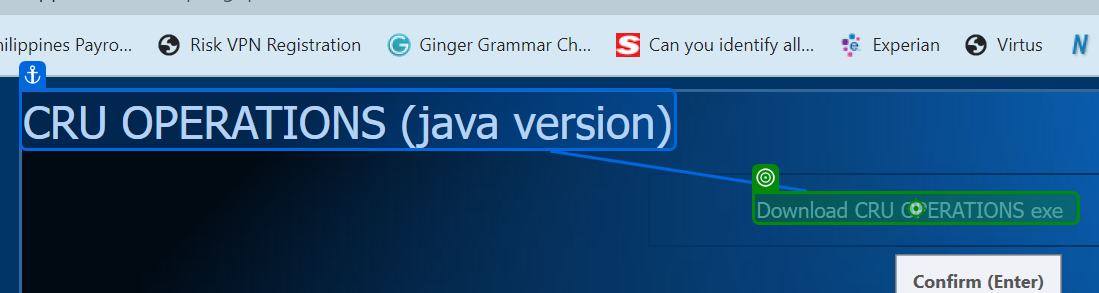 hilippines Payro... Risk VPN Registration Ginger Grammar Ch... Can you identify all... Experian Virtus
CRU OPERATIONS (java version)
Download CRU OPERATIONS exe
Confirm (Enter)